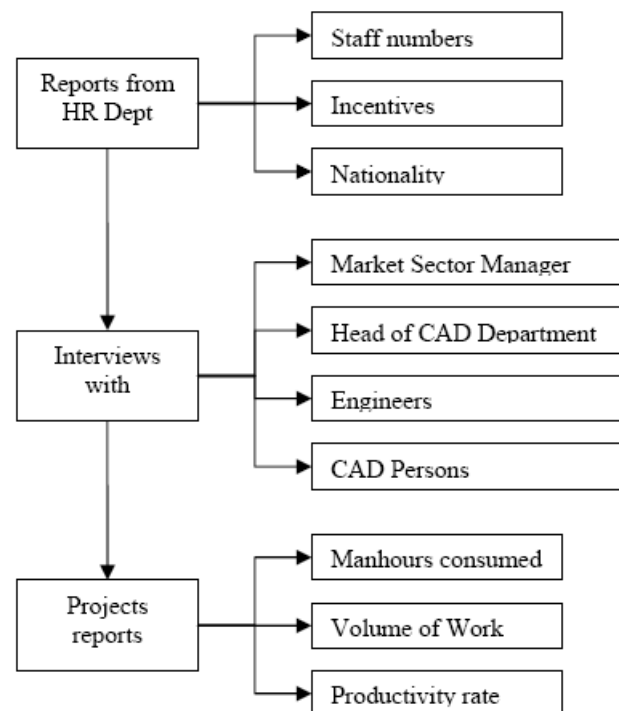 Reports from
HR Dept
Staff numbers
Incentives
Nationality
Interviews
with
Market Sector Manager
Head of CAD Department
Engineers
CAD Persons
Projects
reports
Manhours consumed
Volume of Work
Productivity rate